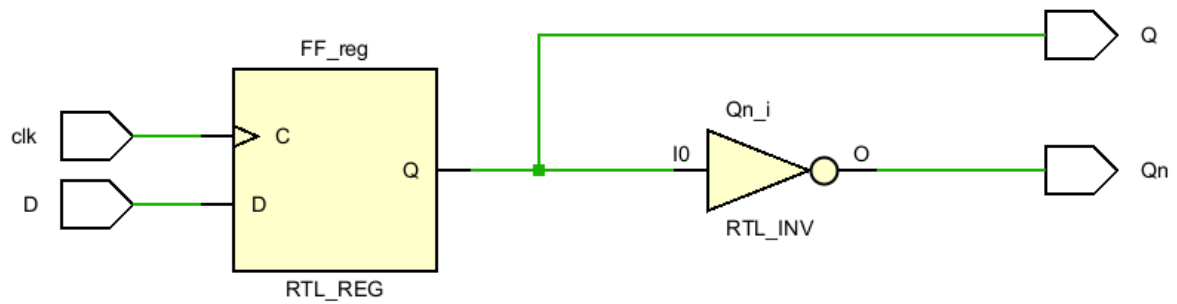 FF_reg
clk
C
D
D
Q
RTL_REG
Qn_i
I0
O
RTL_INV
Q
Qn